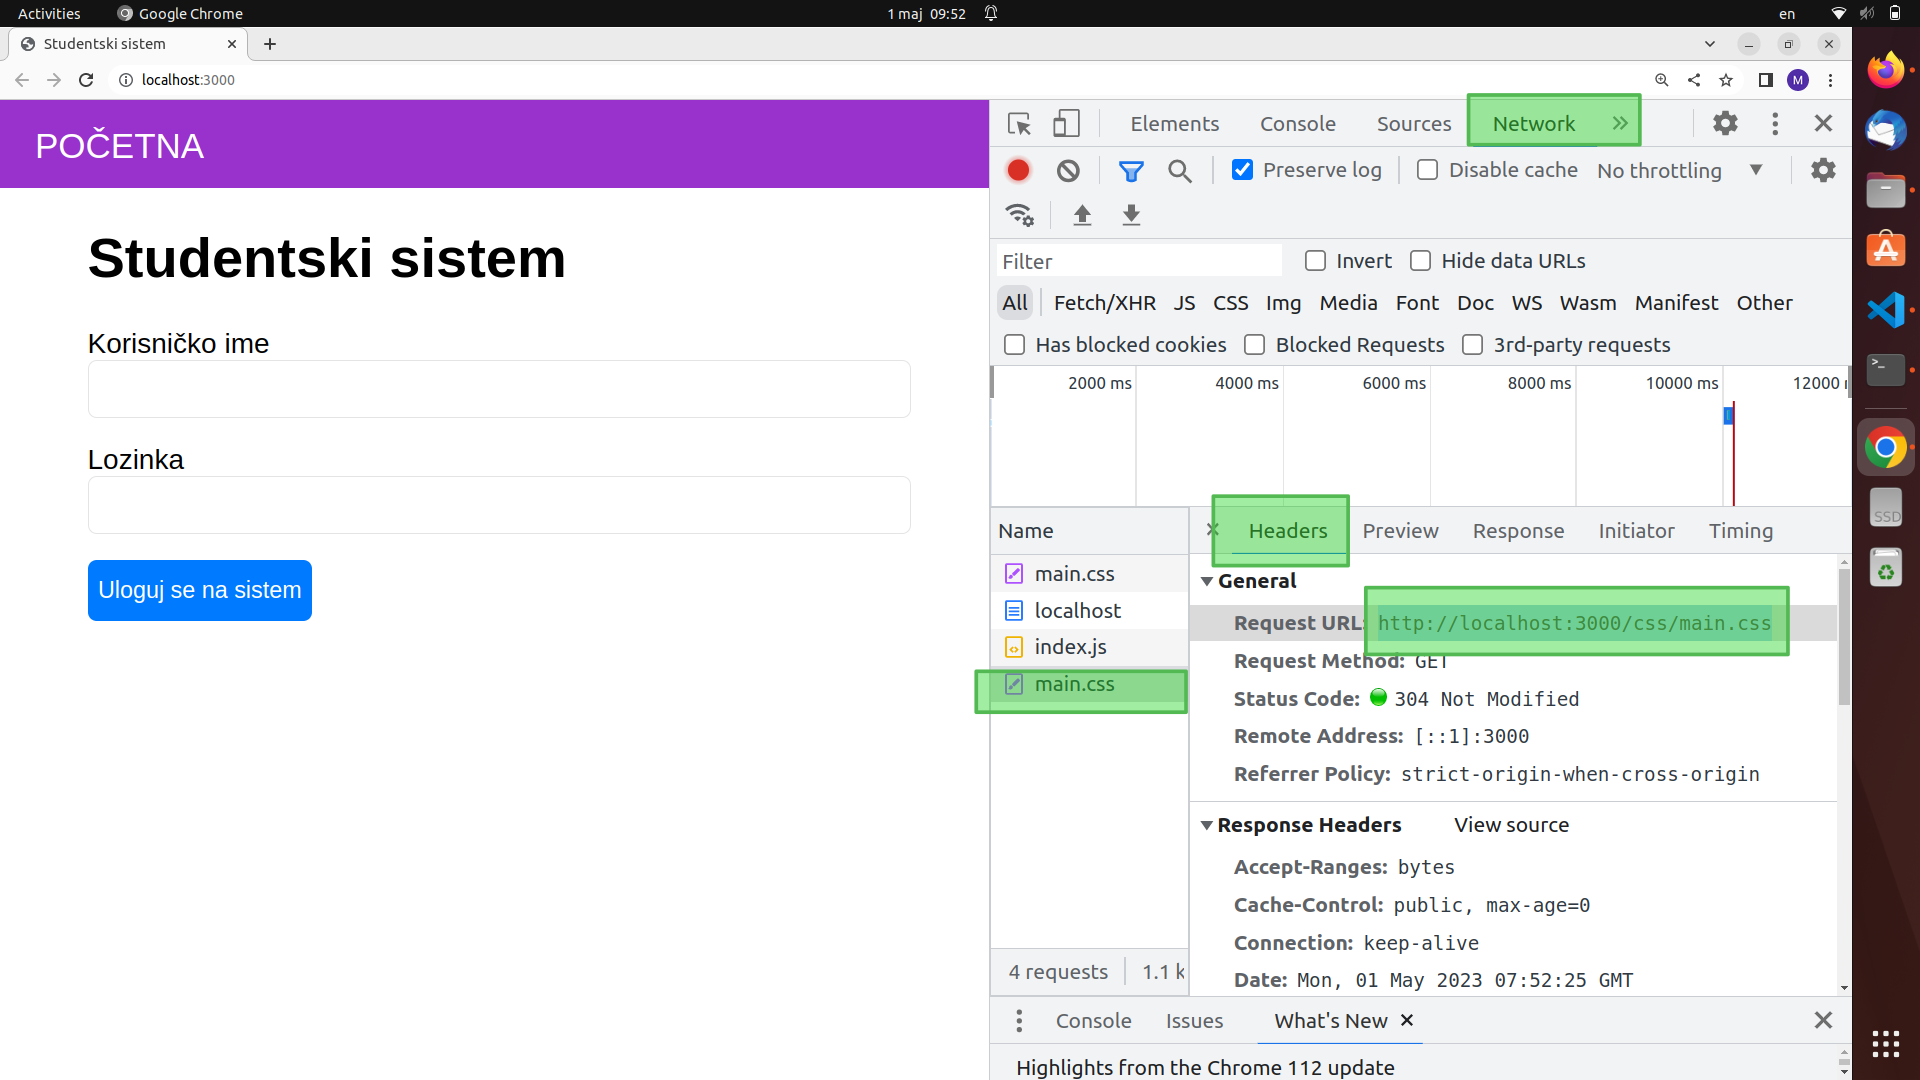 Activities Google Chrome 1 maj 09:52 en
Studentski sistem
localhost:3000 M
POČETNA
Studentski sistem
Korisničko ime
Lozinka
Uloguj se na sistem
Elements Console Sources Network
Preserve log Disable cache No throttling
Filter Invert Hide data URLs
All Fetch/XHR JS CSS Img Media Font Doc WS Wasm Manifest Other
Has blocked cookies Blocked Requests 3rd-party requests
2000 ms 4000 ms 6000 ms 8000 ms 10000 ms 12000
Name
main.css
localhost
index.js
main.css
4 requests 1.1 k
Headers Preview Response Initiator Timing
General
Request URL: http://localhost:3000/css/main.css
Request Method: GET
Status Code: 304 Not Modified
Remote Address: [::1]:3000
Referrer Policy: strict-origin-when-cross-origin
Response Headers View source
Accept-Ranges: bytes
Cache-Control: public, max-age=0
Connection: keep-alive
Date: Mon, 01 May 2023 07:52:25 GMT
Console Issues What's New
Highlights from the Chrome 112 update
SSD